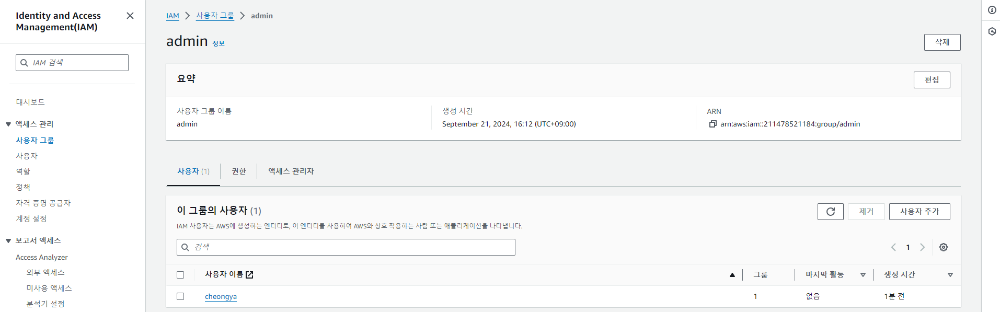 Identity and Access
Management(IAM)
IAM 검색
대시보드
액세스 관리
사용자 그룹
사용자
역할
정책
자격 증명 공급자
계정 설정
보고서 액세스
Access Analyzer
외부 액세스
미사용 액세스
분석기 설정
IAM > 사용자 그룹 > admin
admin 정보
삭제
요약
편집
사용자 그룹 이름
admin
생성 시간
September 21, 2024, 16:12 (UTC+09:00)
ARN
arn:aws:iam::211478521184:group/admin
사용자 (1) 권한 액세스 관리자
이 그룹의 사용자 (1)
제거 사용자 추가
IAM 사용자는 AWS에 생성하는 엔터티로, 이 엔터티를 사용하여 AWS와 상호 작용하는 사람 또는 애플리케이션을 나타냅니다.
검색
1
사용자 이름 그룹 마지막 활동 생성 시간
cheongya 1 없음 1분 전